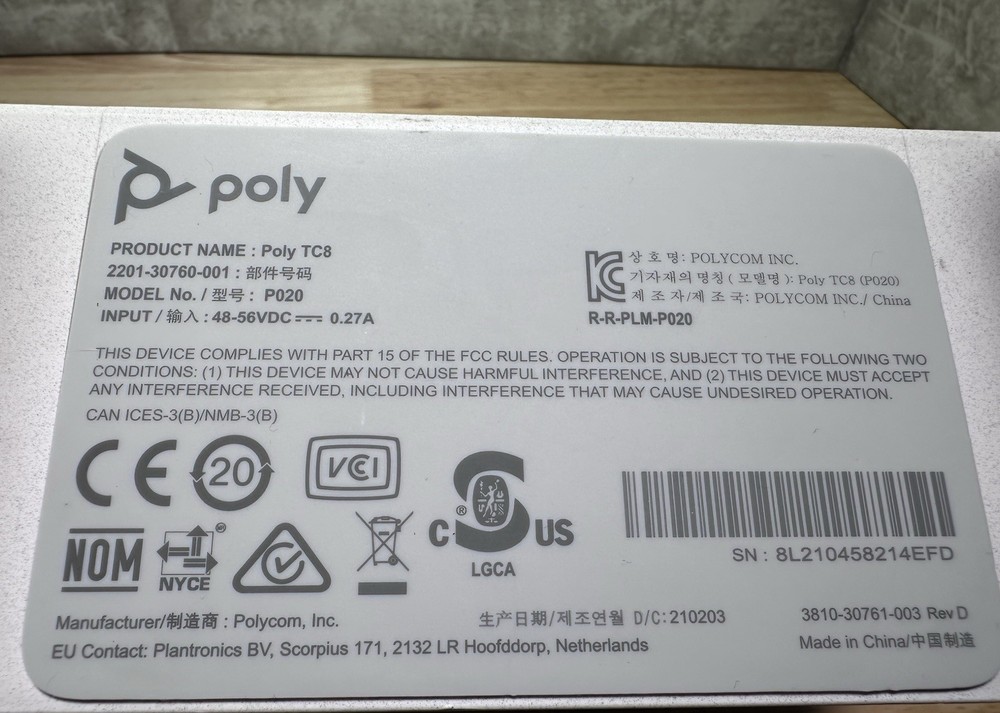 poly
PRODUCT NAME : Poly TC8
2201-30760-001 : 部件号码
MODEL No. / 型号 : P020
INPUT / 输入 : 48-56VDC⎓ 0.27A
상 호 명: POLYCOM INC.
기자재의 명칭 ( 모델명 ): Poly TC8 (P020)
제 조 자/제 조 국: POLYCOM INC./ China
R-R-PLM-P020
THIS DEVICE COMPLIES WITH PART 15 OF THE FCC RULES. OPERATION IS SUBJECT TO THE FOLLOWING TWO
CONDITIONS: (1) THIS DEVICE MAY NOT CAUSE HARMFUL INTERFERENCE, AND (2) THIS DEVICE MUST ACCEPT
ANY INTERFERENCE RECEIVED, INCLUDING INTERFERENCE THAT MAY CAUSE UNDESIRED OPERATION.
CAN ICES-3(B)/NMB-3(B)
CE 20 VCI
C ® US
LGCA
SN : 8L210458214EFD
NOM NYCE
Manufacturer/制造商 : Polycom, Inc.
生产日期/제조연월 D/C:210203
3810-30761-003 Rev D
EU Contact: Plantronics BV, Scorpius 171, 2132 LR Hoofddorp, Netherlands
Made in China/中国制造